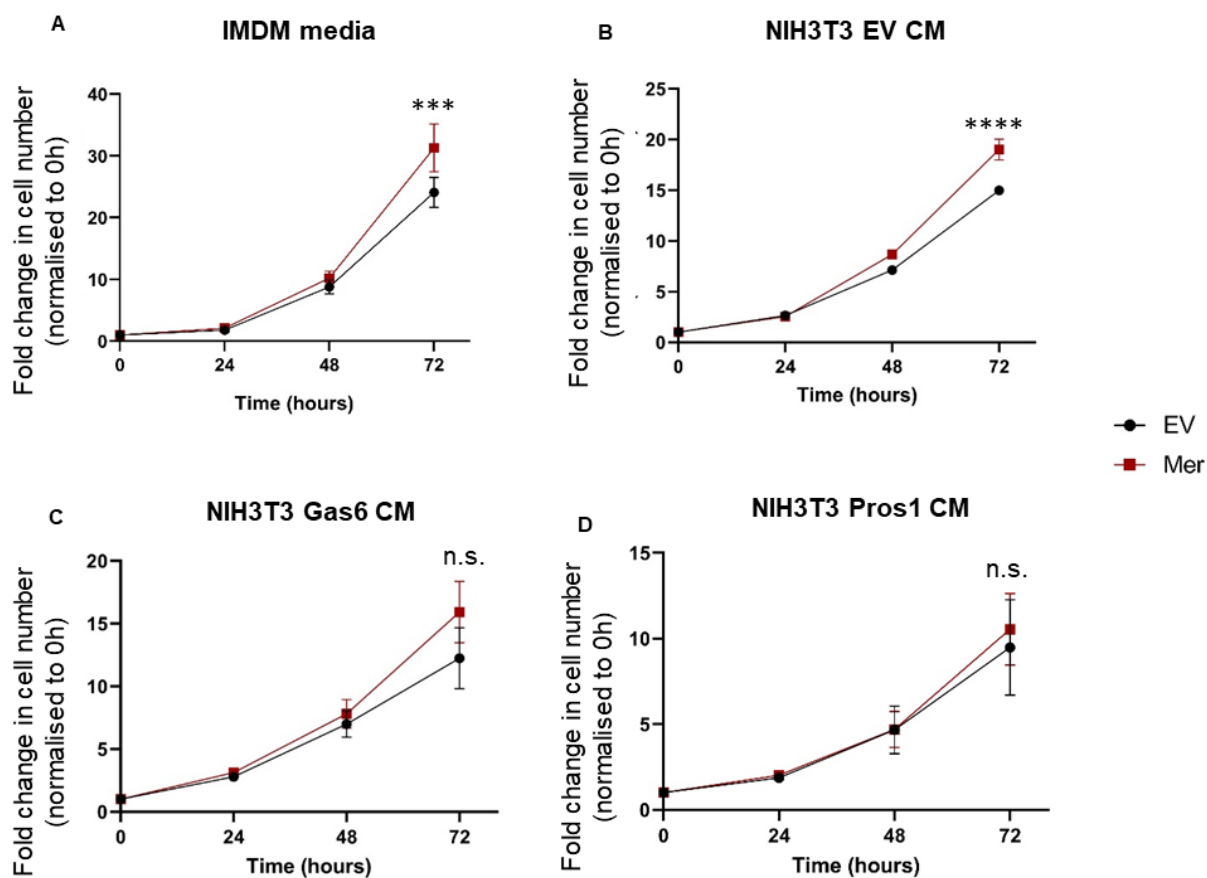 A
IMDM media
Fold change in cell number
(normalised to 0h)
40
30
20
10
0
***
0 24 48 72
Time (hours)
B
NIH3T3 EV CM
Fold change in cell number
(normalised to 0h)
25
20
15
10
5
0
****
0 24 48 72
Time (hours)
EV
Mer
C
NIH3T3 Gas6 CM
Fold change in cell number
(normalised to 0h)
20
15
10
5
0
n.s.
0 24 48 72
Time (hours)
D
NIH3T3 Pros1 CM
Fold change in cell number
(normalised to 0h)
15
10
5
0
n.s.
0 24 48 72
Time (hours)